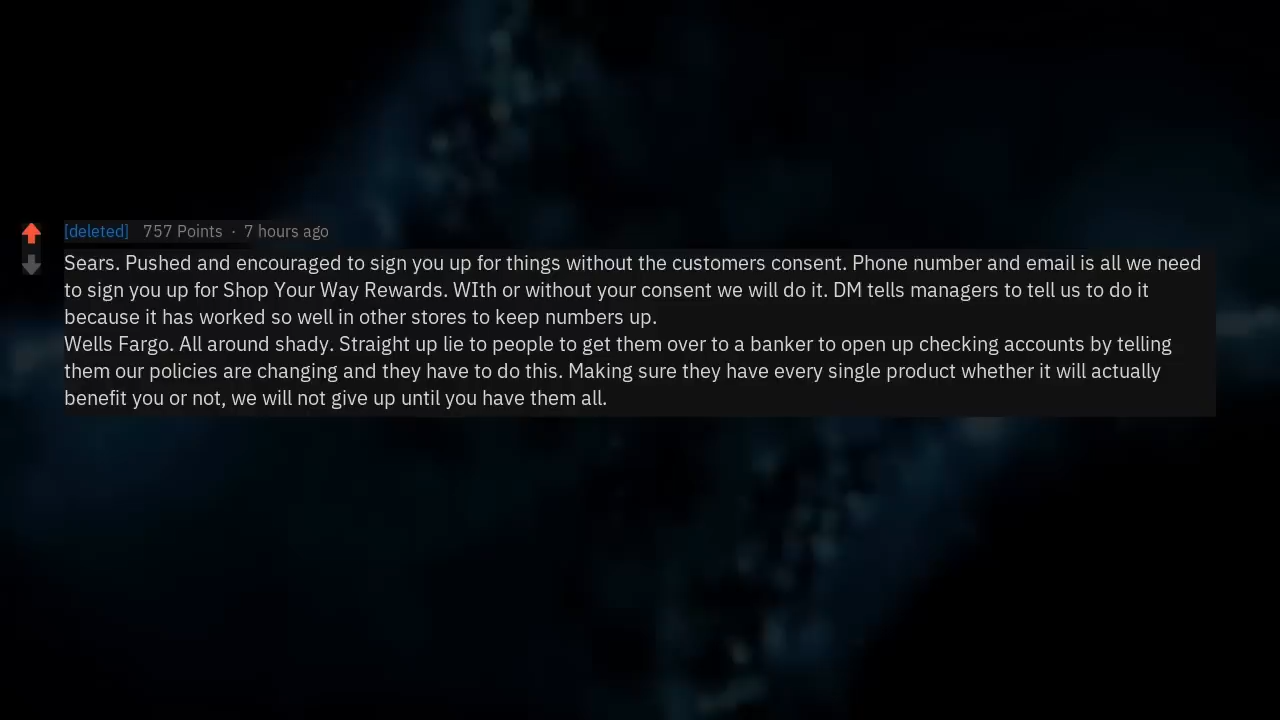 [deleted] 757 Points · 7 hours ago
Sears. Pushed and encouraged to sign you up for things without the customers consent. Phone number and email is all we need
to sign you up for Shop Your Way Rewards. WIth or without your consent we will do it. DM tells managers to tell us to do it
because it has worked so well in other stores to keep numbers up.
Wells Fargo. All around shady. Straight up lie to people to get them over to a banker to open up checking accounts by telling
them our policies are changing and they have to do this. Making sure they have every single product whether it will actually
benefit you or not, we will not give up until you have them all.